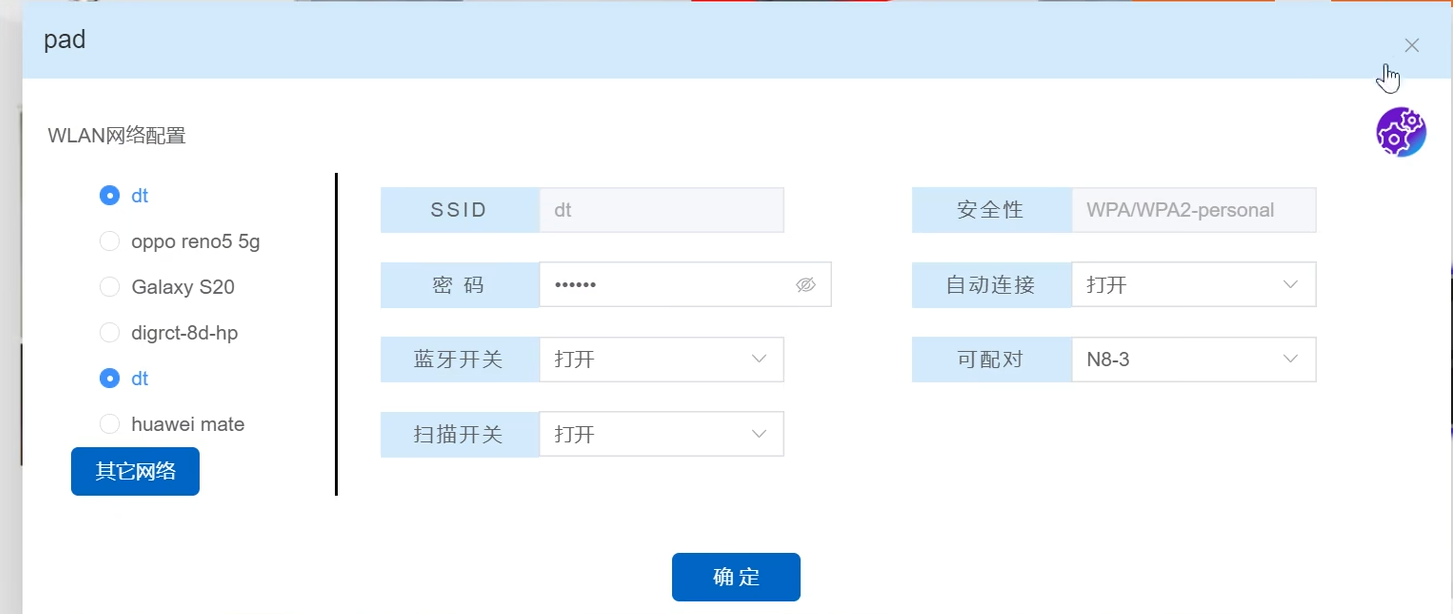 pad
WLAN网络配置
dt
oppo reno5 5g
Galaxy S20
digrct-8d-hp
dt
huawei mate
其它网络
SSID dt 安全性 WPA/WPA2-personal
密 码 •••••• 自动连接 打开
蓝牙开关 打开 可配对 N8-3
扫描开关 打开
确 定